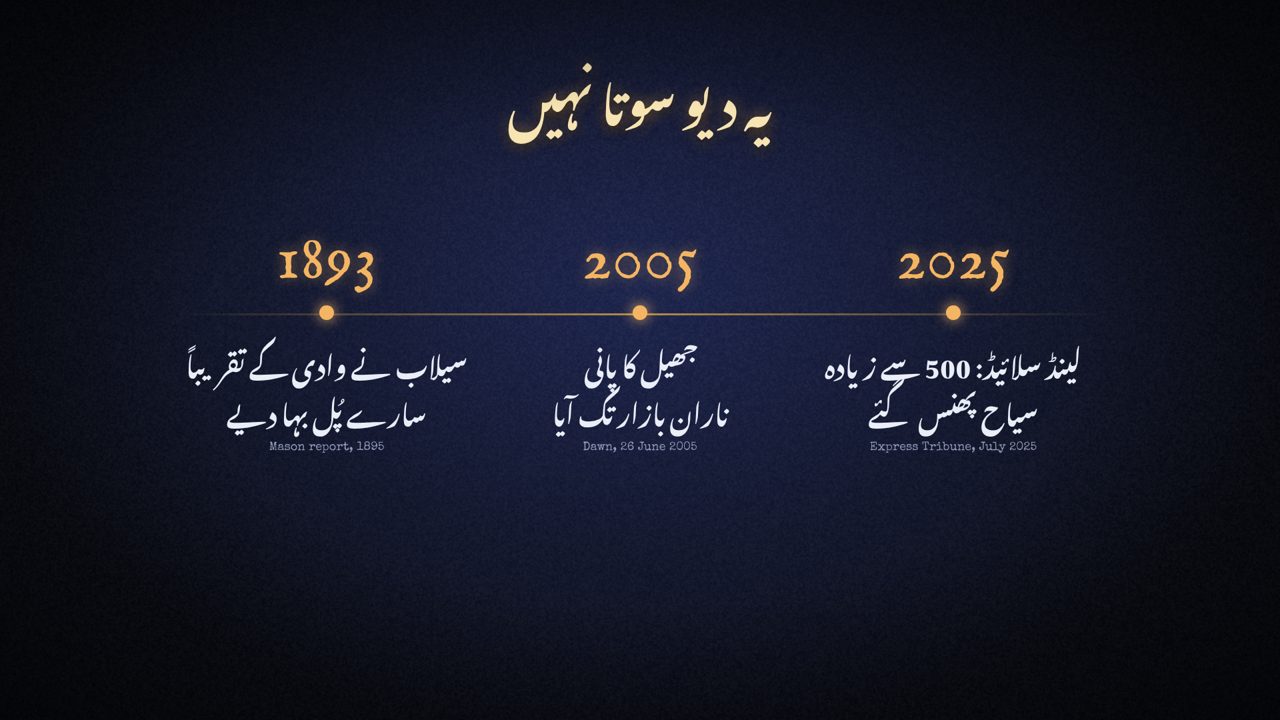 یہ دیو سوتا نہیں
1893
سیلاب نے وادی کے تقریباً
سارے پُل بہا دیے
Mason report, 1895
2005
جھیل کا پانی
ناران بازار تک آیا
Dawn, 26 June 2005
2025
لینڈ سلائیڈ: 500 سے زیادہ
سیاح پھنس گئے
Express Tribune, July 2025